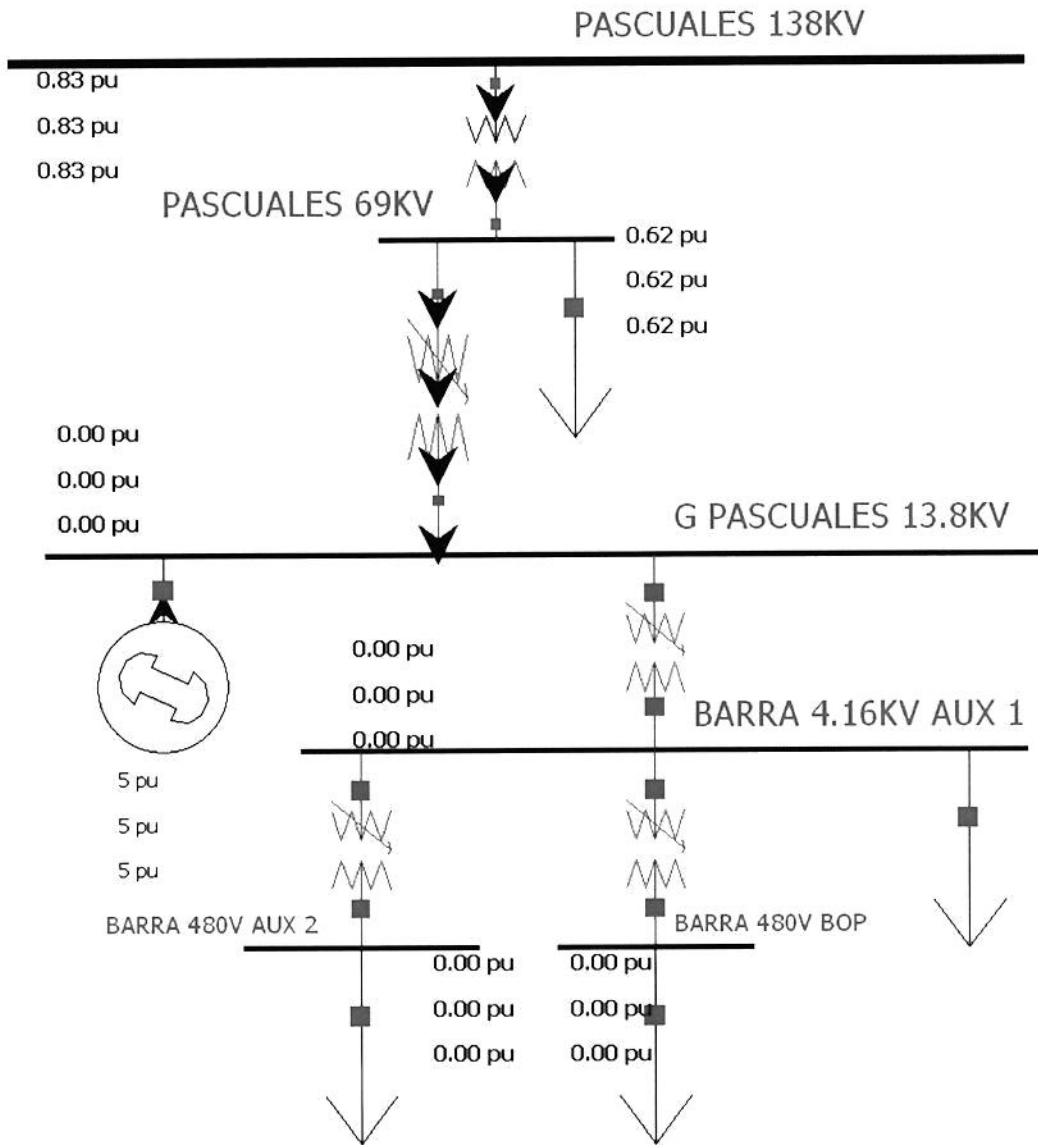 PASCUALES 138KV
0.83 pu
0.83 pu
0.83 pu
PASCUALES 69KV
0.62 pu
0.62 pu
0.62 pu
0.00 pu
0.00 pu
0.00 pu
G PASCUALES 13.8KV
0.00 pu
0.00 pu
0.00 pu
BARRA 4.16KV AUX 1
5 pu
5 pu
5 pu
BARRA 480V AUX 2
BARRA 480V BOP
0.00 pu
0.00 pu
0.00 pu
0.00 pu
0.00 pu
0.00 pu